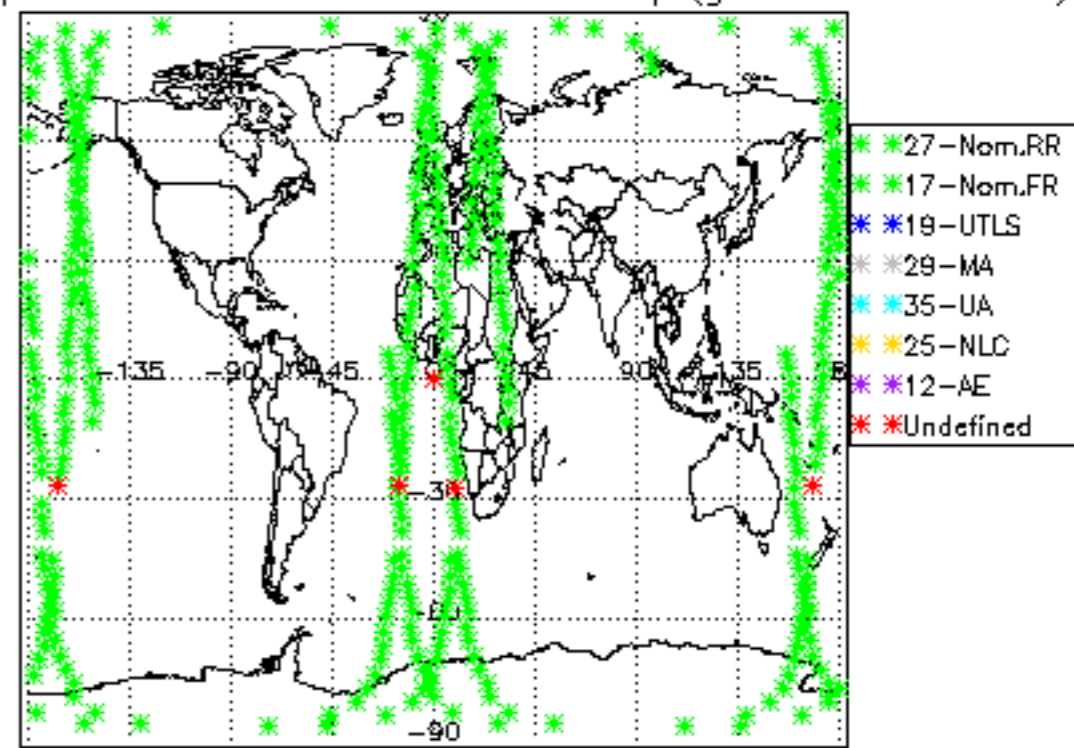 -135
-90
45
90
135
-30
-60
-90
27-Nom.RR
17-Nom.FR
19-UTLS
29-MA
35-UA
25-NLC
12-AE
Undefined